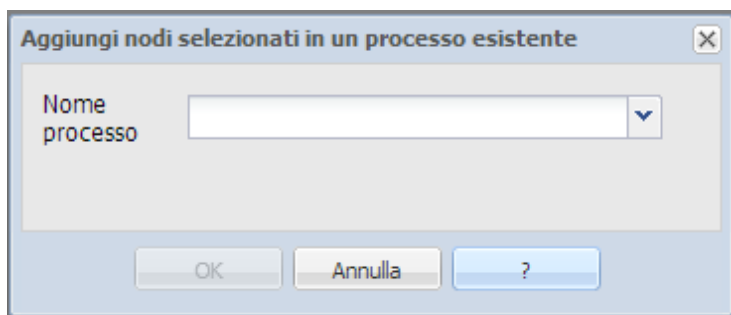 Aggiungi nodi selezionati in un processo esistente
Nome
processo
OK
Annulla
?